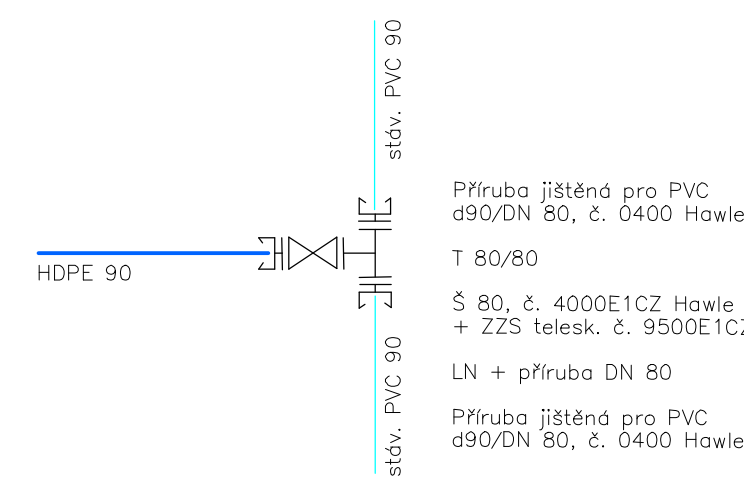 stáv. PVC 90
Příruba jištěná pro PVC
d90/DN 80, č. 0400 Hawle
T 80/80
HDPE 90
Š 80, č. 4000E1CZ Hawle
+ ZZS telesk. č. 9500E1CZ
stáv. PVC 90
LN + příruba DN 80
Příruba jištěná pro PVC
d90/DN 80, č. 0400 Hawle